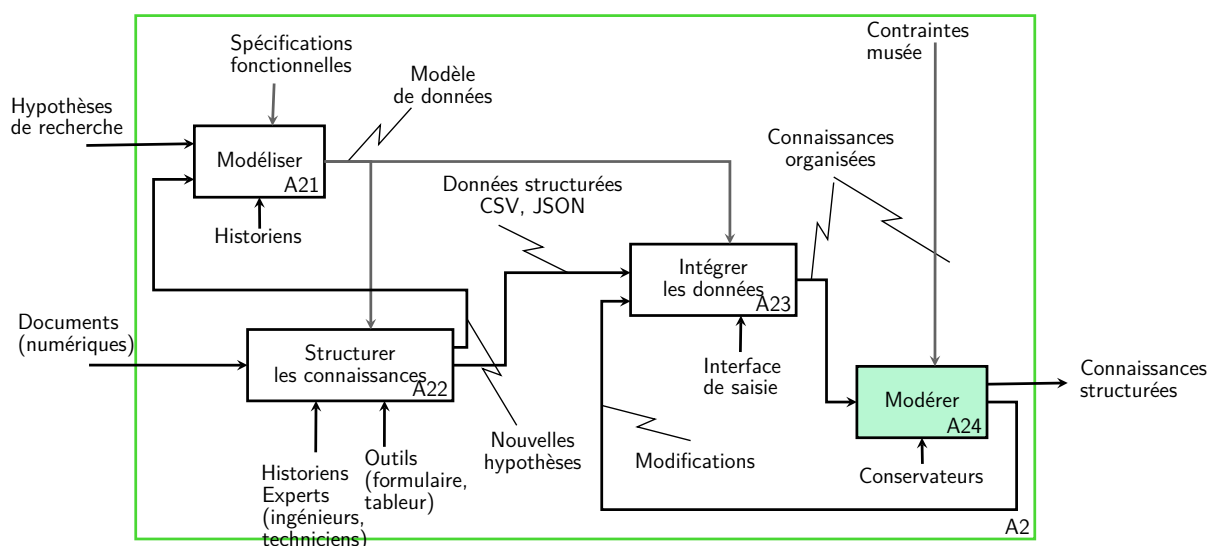 Contraintes
musée
Spécifications
fonctionnelles
Modèle
de données
Hypothèses
de recherche
Modéliser
A21
Historiens
Connaissances
organisées
Données structurées
CSV, JSON
Intégrer
les données
A23
Interface
de saisie
Documents
(numériques)
Structurer
les connaissances
A22
Connaissances
structurées
Modérer
A24
Conservateurs
Nouvelles
hypothèses
Modifications
Historiens
Experts
(ingénieurs,
techniciens)
Outils
(formulaire,
tableur)
A2